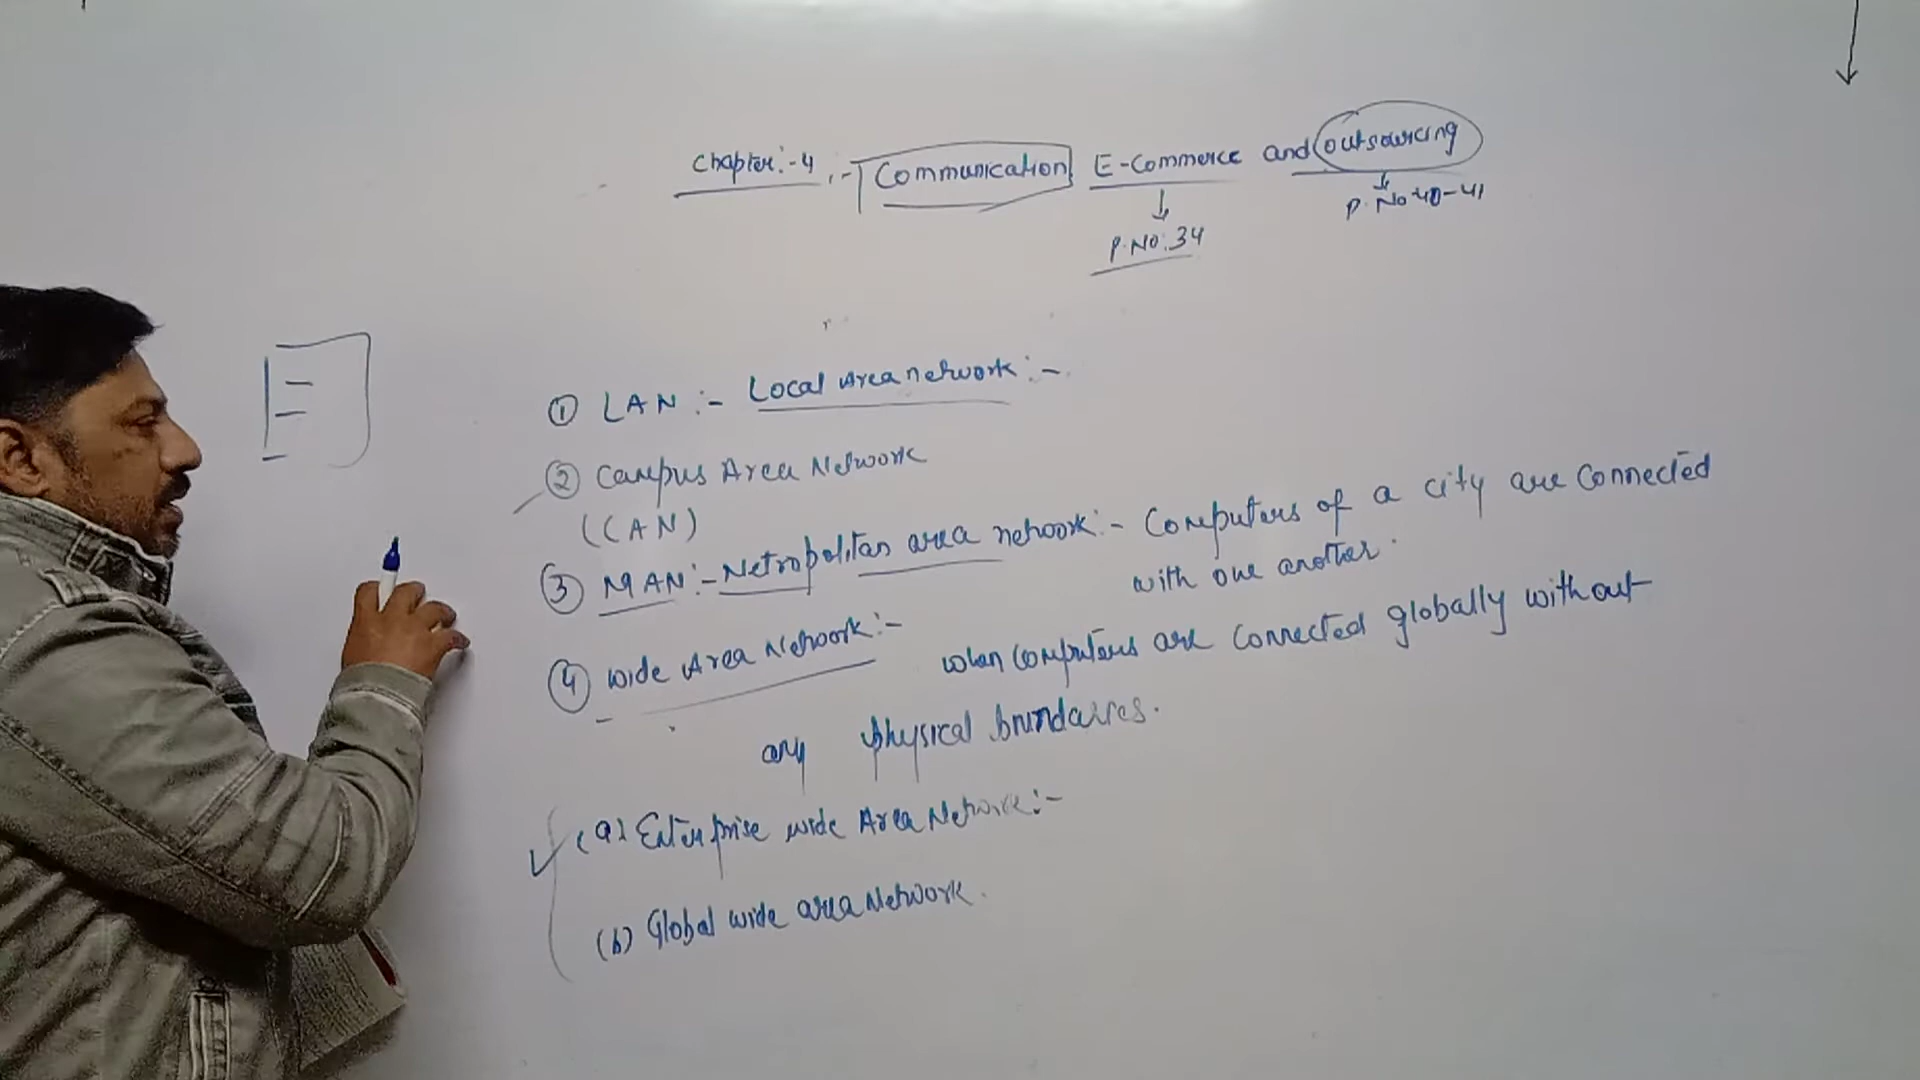 Chapter:-4 :- Communication E-Commerce and outsourcing
P.No:34
P.No 40-41
① LAN :- Local Area network :-
② Campus Area Network
(CAN)
③ MAN :- Metropolitan area network :- Computers of a city are connected
with one another.
④ wide Area Network :-
when computers are connected globally without
any physical boundaires.
(a) Enterprise wide Area Network :-
(b) Global wide area Network.